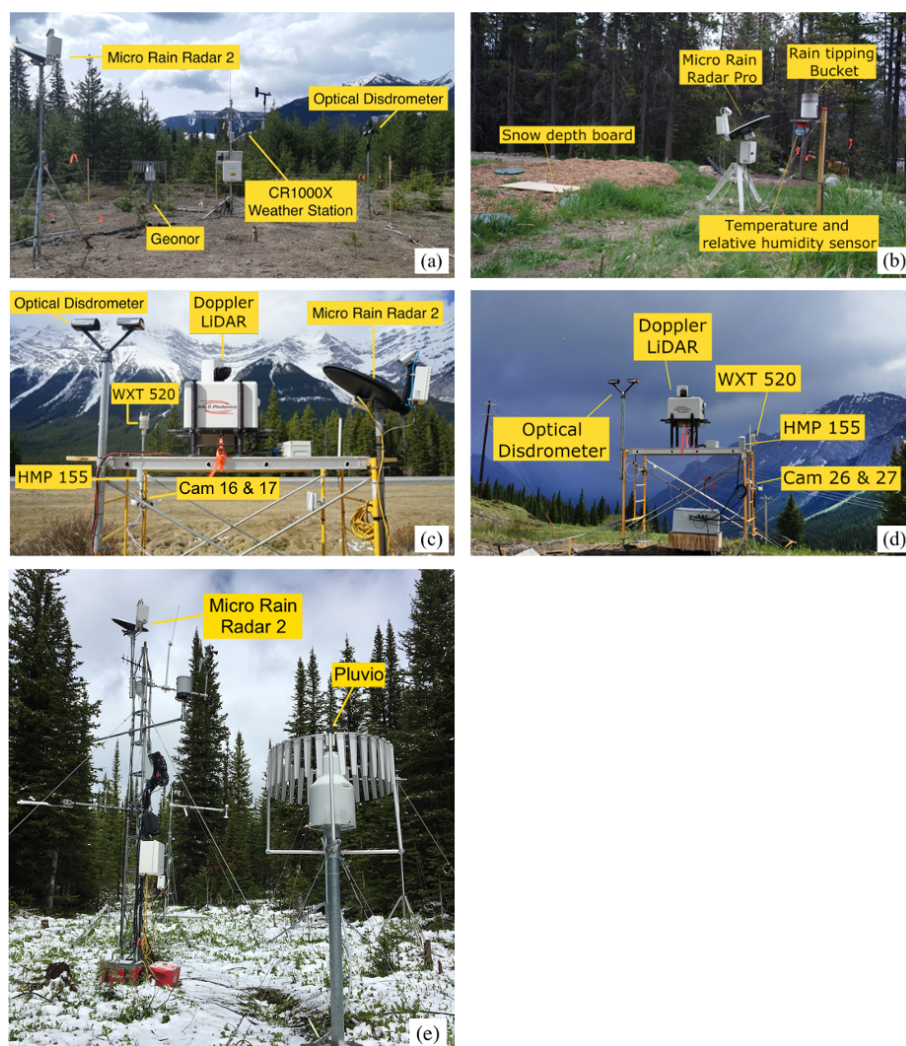 Micro Rain Radar 2
Optical Disdrometer
CR1000X
Weather Station
Geonor
(a)
Micro Rain
Radar Pro
Rain tipping
Bucket
Snow depth board
Temperature and
relative humidity sensor
(b)
Optical Disdrometer
Doppler
LiDAR
Micro Rain Radar 2
WXT 520
HALO Photonics
HMP 155
Cam 16 & 17
(c)
Doppler
LiDAR
WXT 520
Optical
Disdrometer
HMP 155
Cam 26 & 27
(d)
Micro Rain
Radar 2
Pluvio
(e)